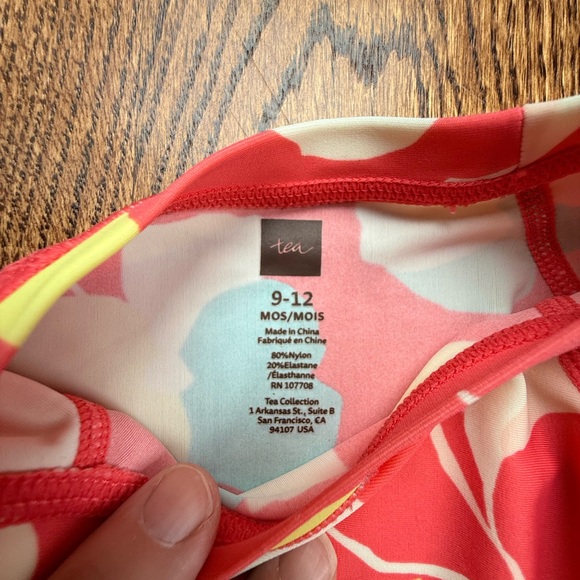 tea
9-12
MOS/MOIS
Made in China
Fabriqué en Chine
80%Nylon
20%Elastane
/Élasthanne
RN 107708
Tea Collection
1 Arkansas St., Suite B
San Francisco, CA
94107 USA